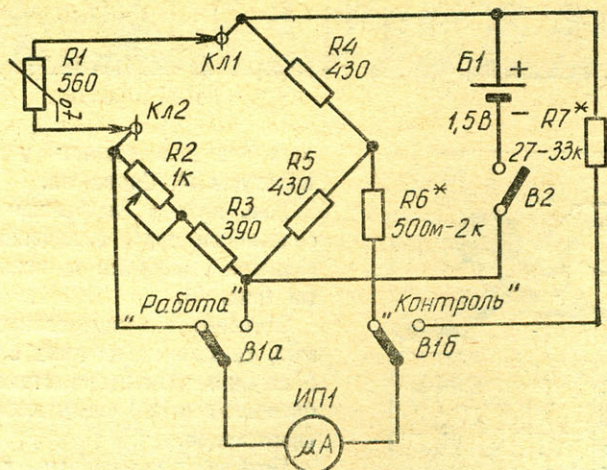 R1
560
t°
Кл1
Кл2
R4
430
Б1
+
1,5В
−
R7*
27-33к
R2
1к
R5
430
R3
390
R6*
500м-2к
В2
„Работа"
„Контроль"
В1а
В1б
ИП1
μА